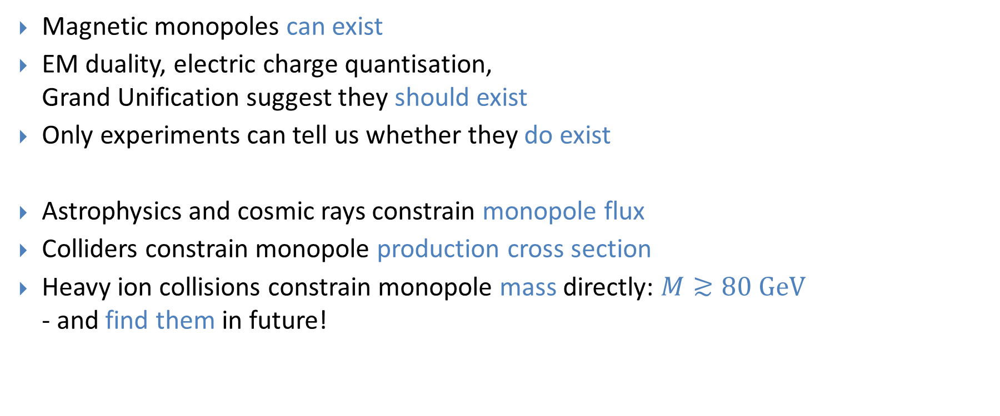 Magnetic monopoles can exist
EM duality, electric charge quantisation,
Grand Unification suggest they should exist
Only experiments can tell us whether they do exist
Astrophysics and cosmic rays constrain monopole flux
Colliders constrain monopole production cross section
Heavy ion collisions constrain monopole mass directly: M ≳ 80 GeV
- and find them in future!